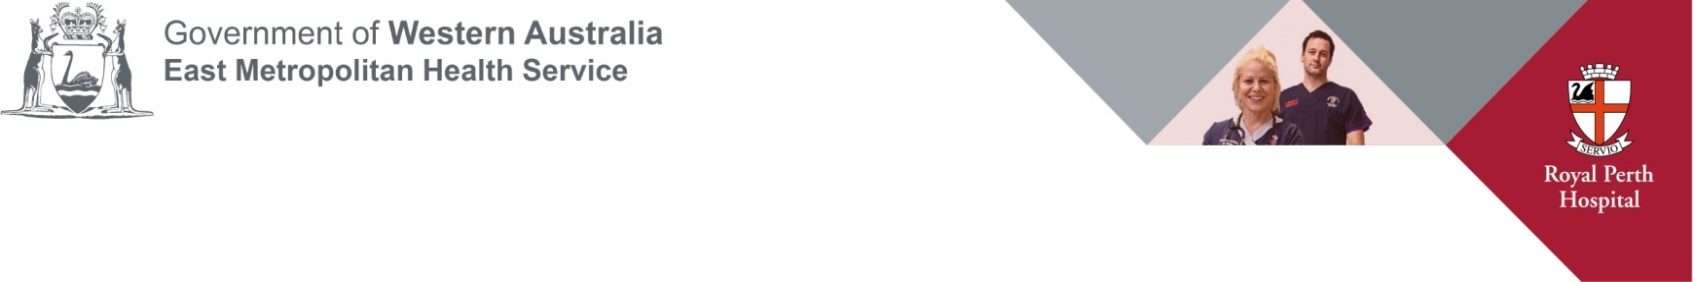 Government of Western Australia
East Metropolitan Health Service
SERVIO
Royal Perth
Hospital